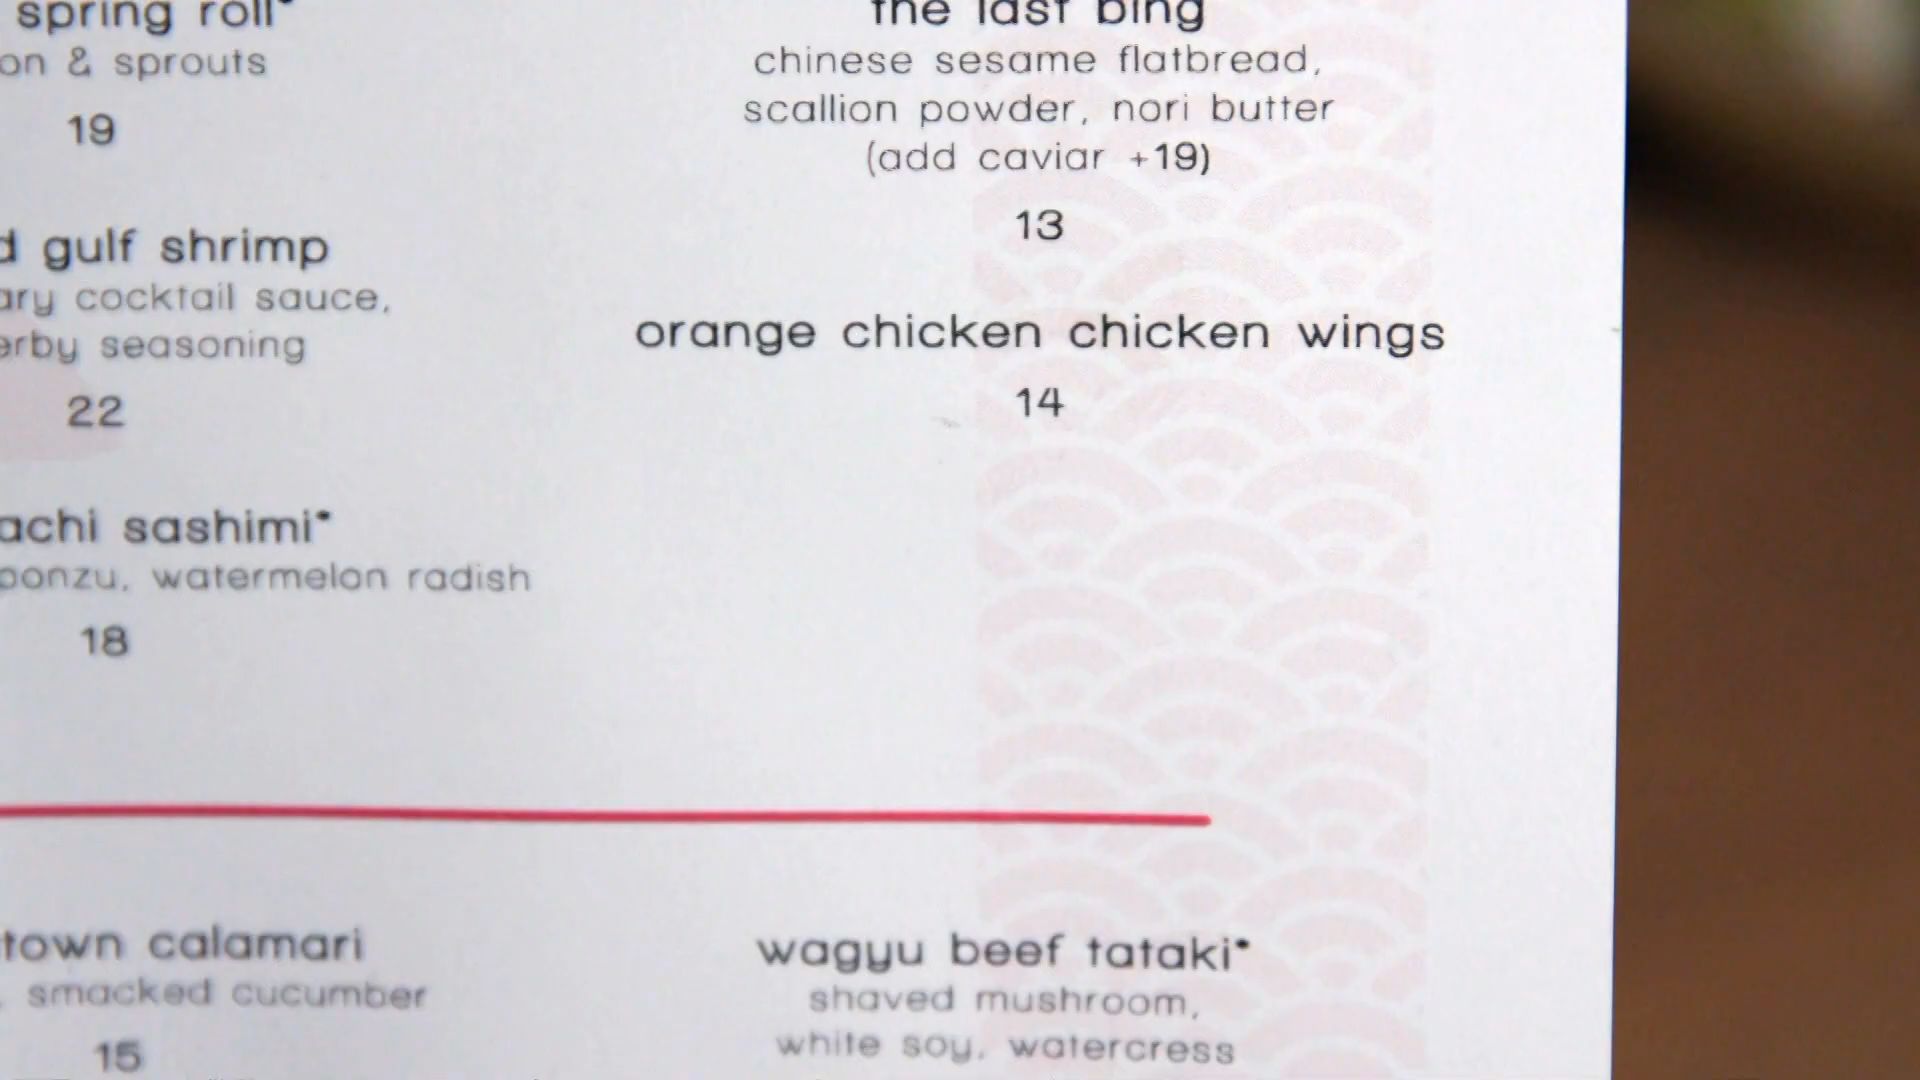 spring roll*
& sprouts
19
gulf shrimp
cocktail sauce,
seasoning
22
sashimi*
ponzu, watermelon radish
18
the last bing
chinese sesame flatbread,
scallion powder, nori butter
(add caviar +19)
13
orange chicken chicken wings
14
town calamari
smacked cucumber
15
wagyu beef tataki*
shaved mushroom,
white soy, watercress